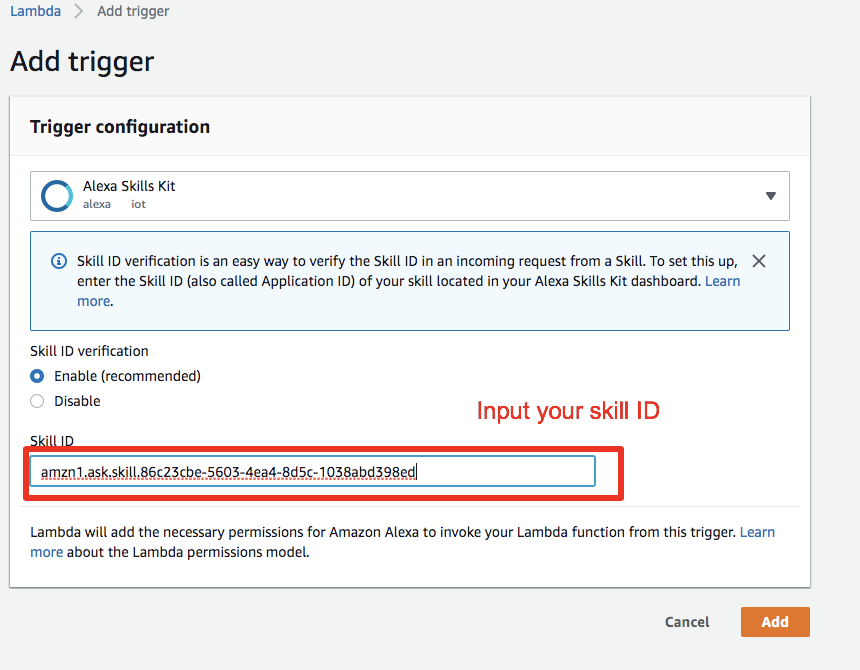 Lambda > Add trigger
Add trigger
Trigger configuration
Alexa Skills Kit
alexa iot
Skill ID verification is an easy way to verify the Skill ID in an incoming request from a Skill. To set this up,
enter the Skill ID (also called Application ID) of your skill located in your Alexa Skills Kit dashboard. Learn
more.
Skill ID verification
Enable (recommended)
Disable
Input your skill ID
Skill ID
amzn1.ask.skill.86c23cbe-5603-4ea4-8d5c-1038abd398ed
Lambda will add the necessary permissions for Amazon Alexa to invoke your Lambda function from this trigger. Learn
more about the Lambda permissions model.
Cancel Add